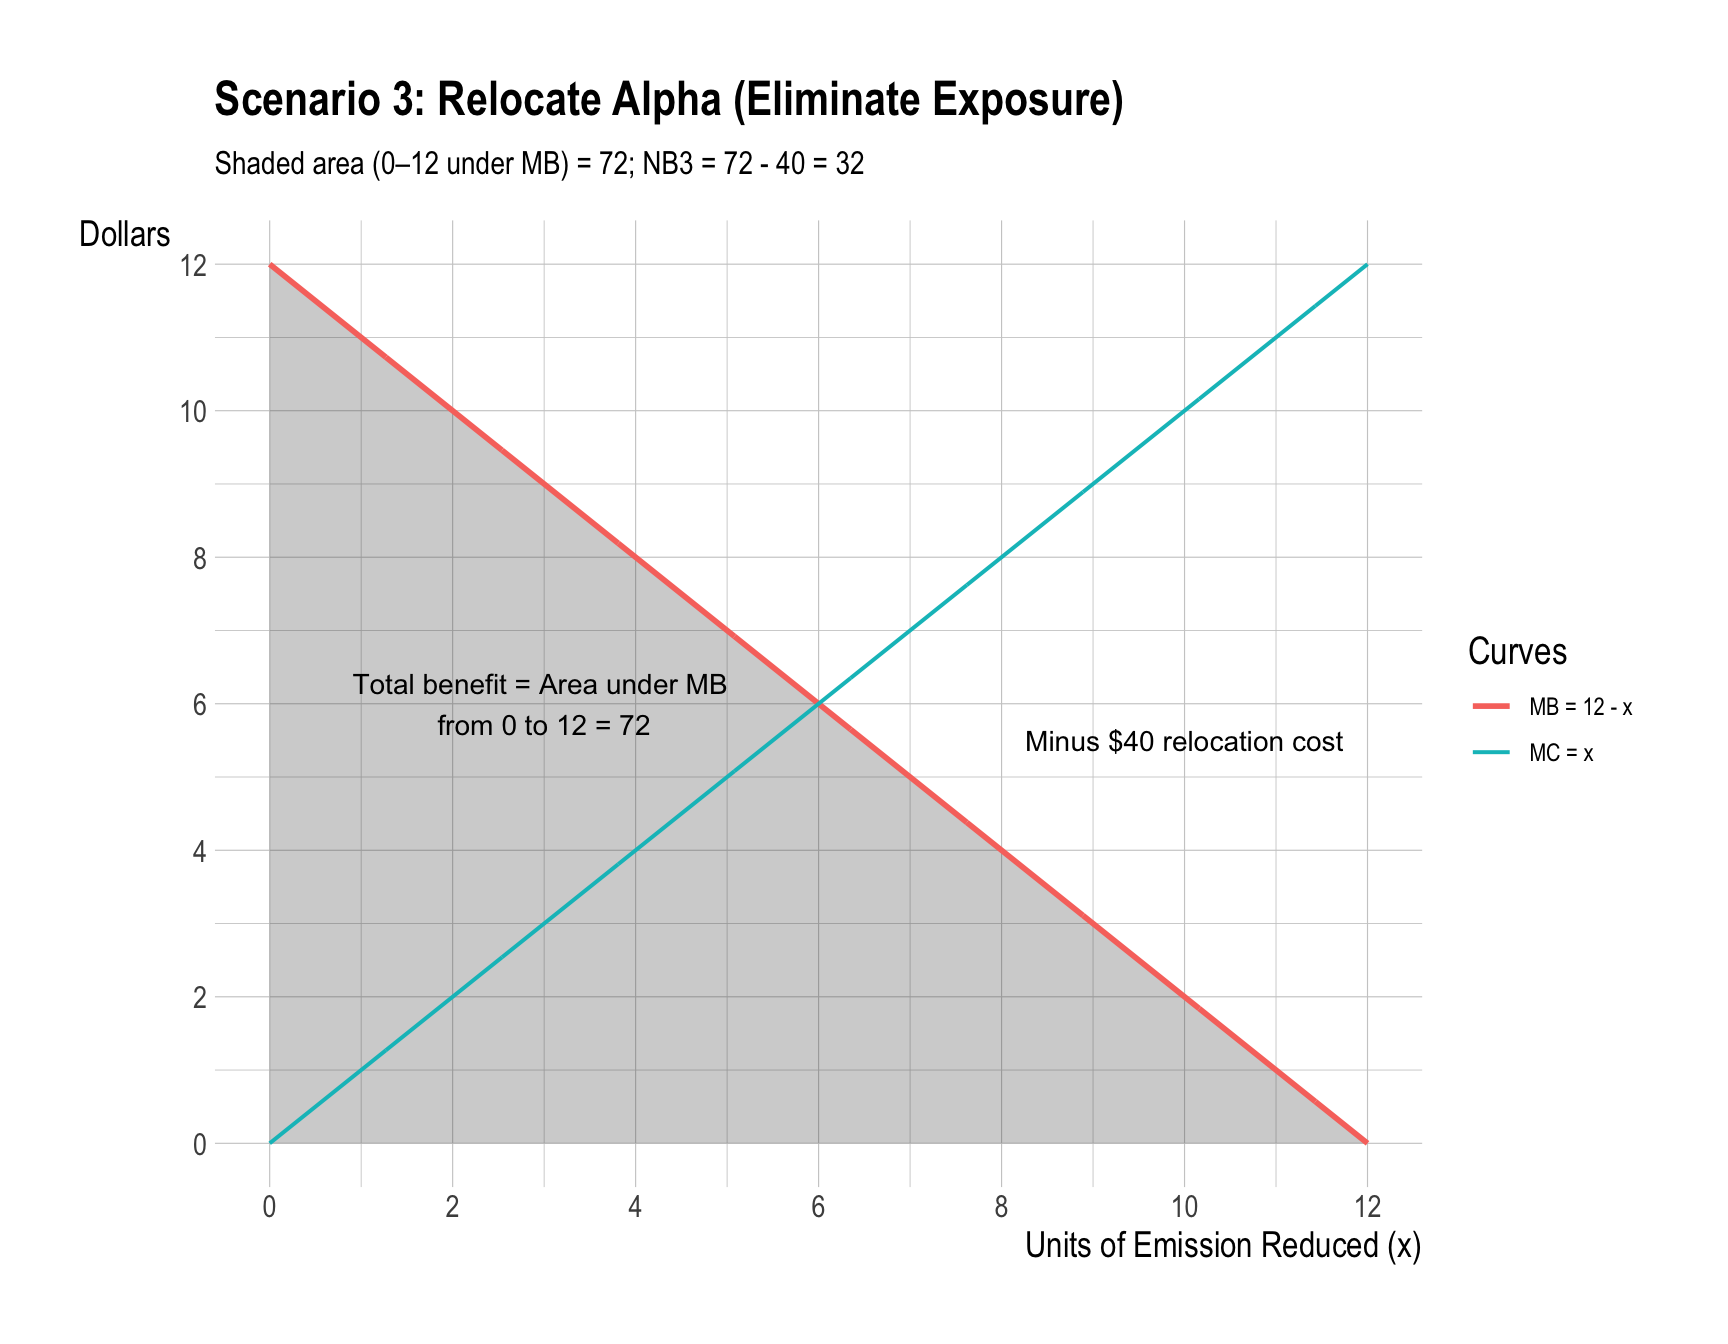 Scenario 3: Relocate Alpha (Eliminate Exposure)
Shaded area (0–12 under MB) = 72; NB3 = 72 - 40 = 32
Dollars
12
10
8
6
4
2
0
Total benefit = Area under MB
from 0 to 12 = 72
Minus $40 relocation cost
0 2 4 6 8 10 12
Units of Emission Reduced (x)
Curves
MB = 12 - x
MC = x